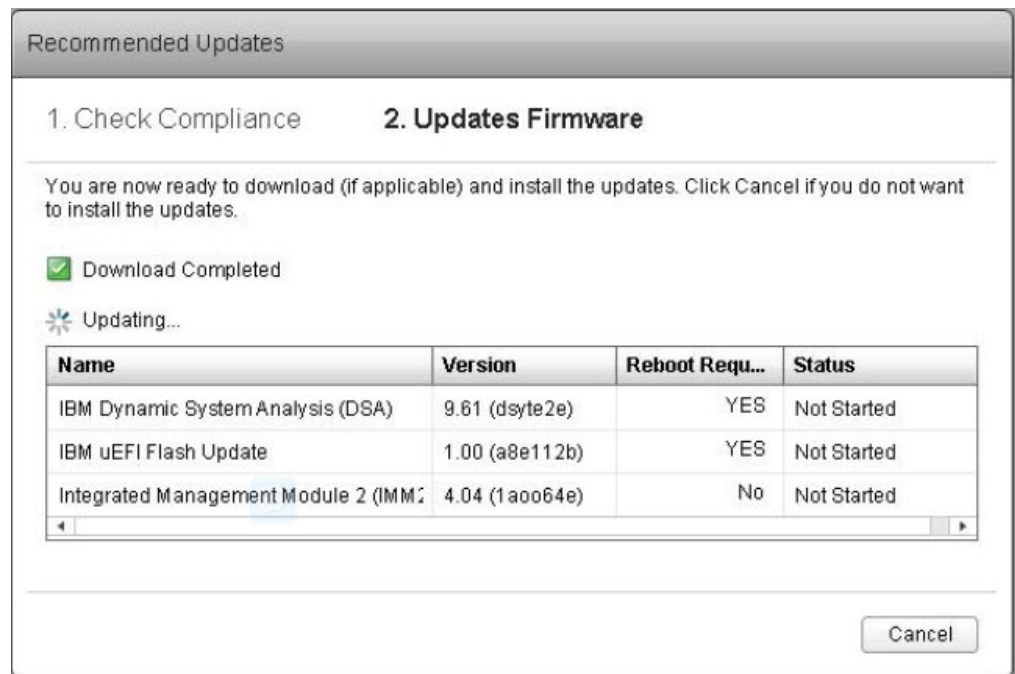 Recommended Updates
1. Check Compliance 2. Updates Firmware
You are now ready to download (if applicable) and install the updates. Click Cancel if you do not want
to install the updates.
Download Completed
Updating...
Name Version Reboot Requ... Status
IBM Dynamic System Analysis (DSA) 9.61 (dsyte2e) YES Not Started
IBM uEFI Flash Update 1.00 (a8e112b) YES Not Started
Integrated Management Module 2 (IMM2 4.04 (1aoo64e) No Not Started
Cancel